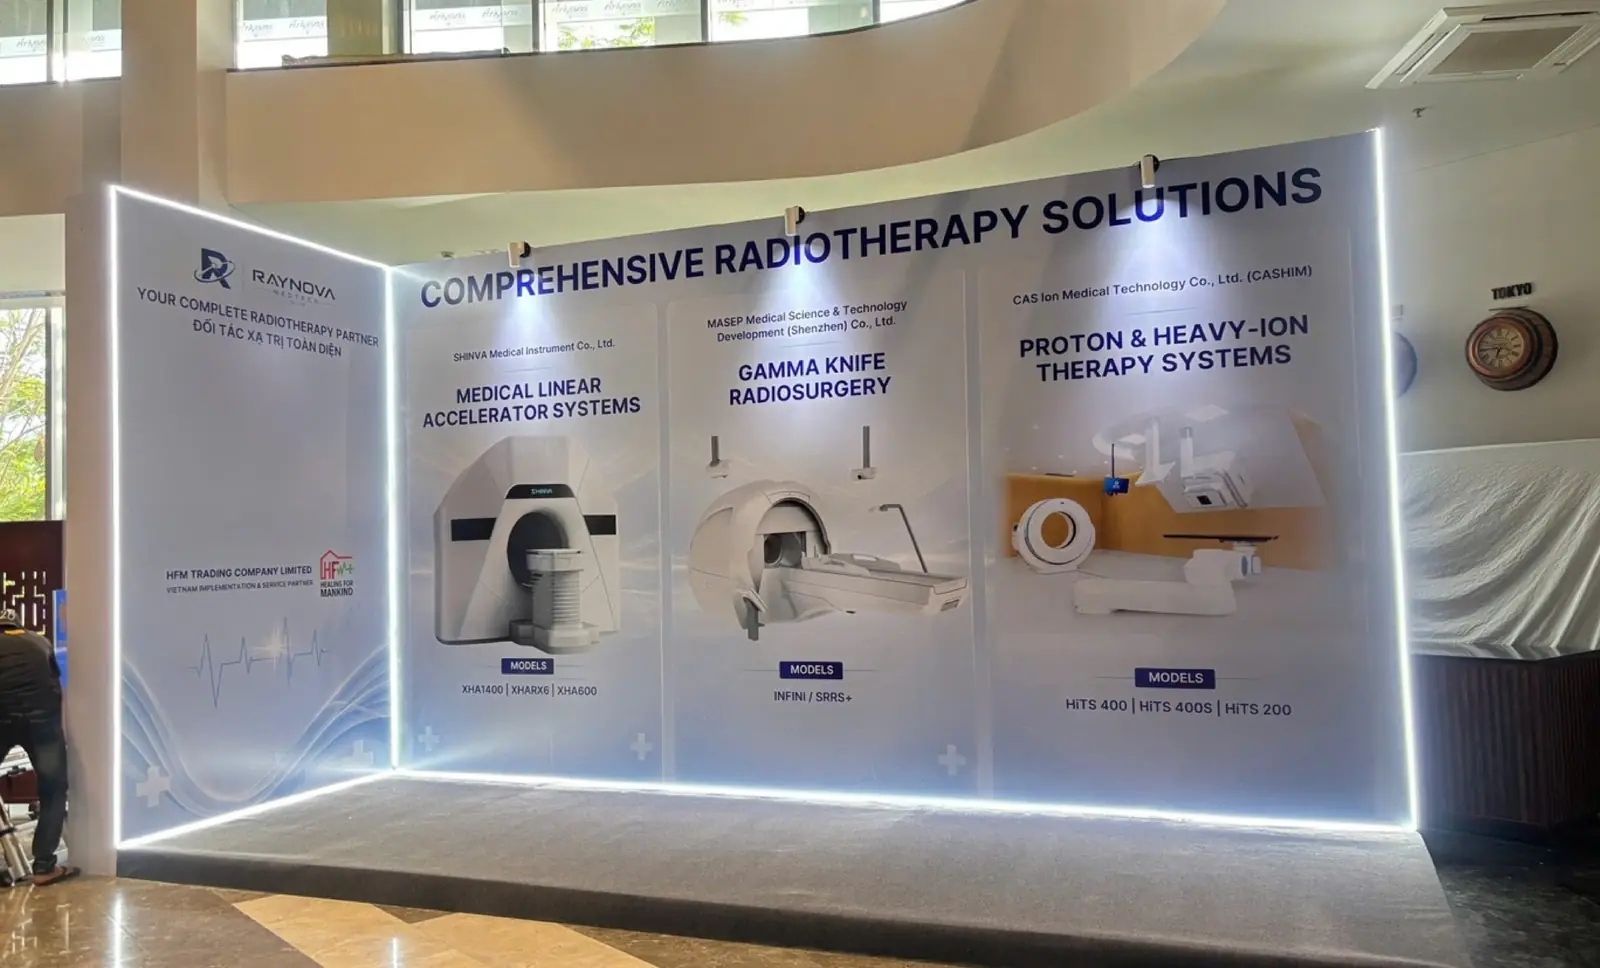 RAYNOVA
MEDTECH
YOUR COMPLETE RADIOTHERAPY PARTNER
ĐỐI TÁC XẠ TRỊ TOÀN DIỆN
HFM TRADING COMPANY LIMITED
VIETNAM IMPLEMENTATION & SERVICE PARTNER
HEALING FOR
MANKIND
COMPREHENSIVE RADIOTHERAPY SOLUTIONS
SHINVA Medical Instrument Co., Ltd.
MEDICAL LINEAR
ACCELERATOR SYSTEMS
SHINVA
MODELS
XHA1400 | XHARX6 | XHA600
MASEP Medical Science & Technology
Development (Shenzhen) Co., Ltd.
GAMMA KNIFE
RADIOSURGERY
MODELS
INFINI / SRRS+
CAS Ion Medical Technology Co., Ltd. (CASHIM)
PROTON & HEAVY-ION
THERAPY SYSTEMS
MODELS
HiTS 400 | HiTS 400S | HiTS 200
TOKYO